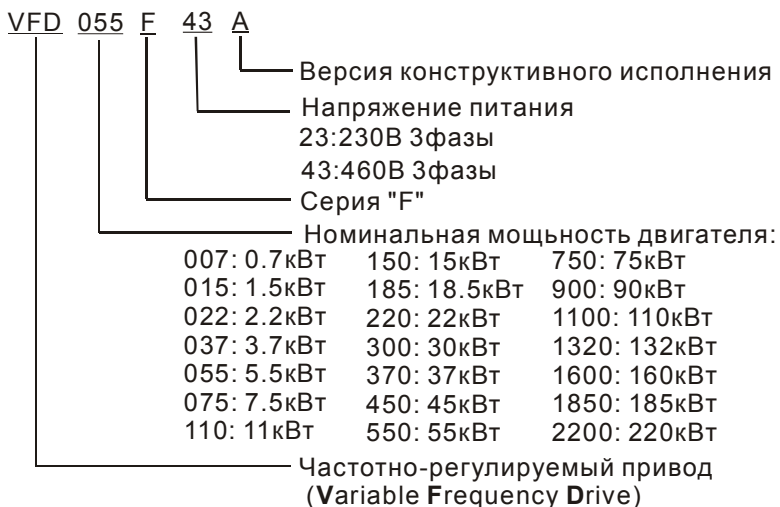 VFD 055 F 43 A
Версия конструктивного исполнения
Напряжение питания
23:230В 3фазы
43:460В 3фазы
Серия "F"
Номинальная мощьность двигателя:
007: 0.7кВт 150: 15кВт 750: 75кВт
015: 1.5кВт 185: 18.5кВт 900: 90кВт
022: 2.2кВт 220: 22кВт 1100: 110кВт
037: 3.7кВт 300: 30кВт 1320: 132кВт
055: 5.5кВт 370: 37кВт 1600: 160кВт
075: 7.5кВт 450: 45кВт 1850: 185кВт
110: 11кВт 550: 55кВт 2200: 220кВт
Частотно-регулируемый привод
(Variable Frequency Drive)